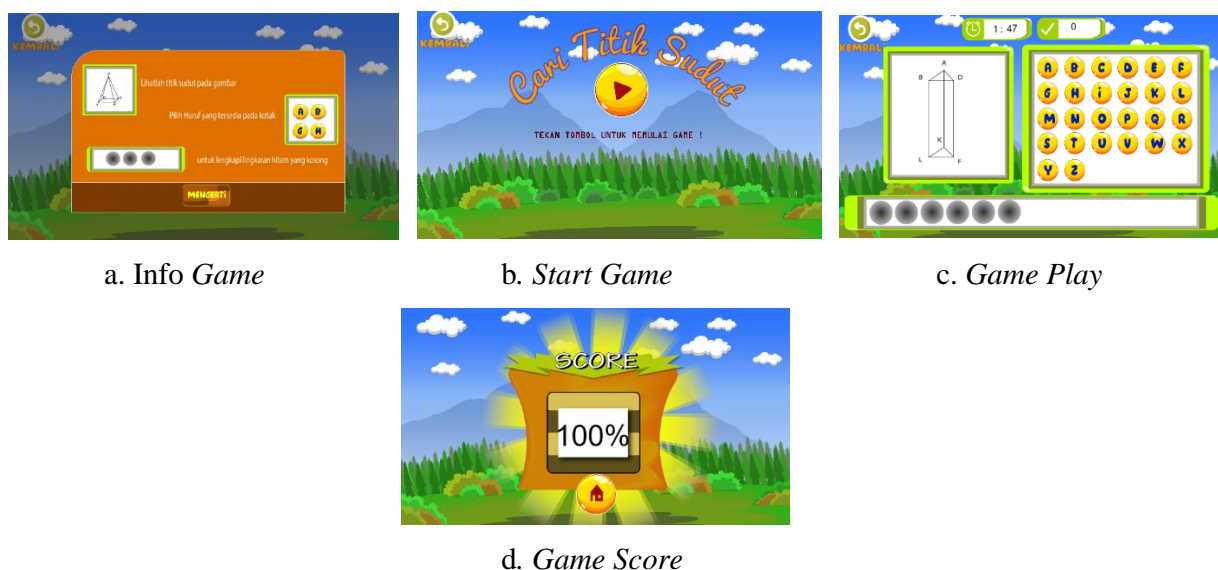 KEMBALI
Lihatlah titik sudut pada gambar
Pilih Huruf yang tersedia pada kotak
A B
G H
untuk lengkapi lingkaran hitam yang kosong
MENGERTi
a. Info Game
KEMBALI
Cari Titik Sudut
TEKAN TOMBOL UNTUK MEMULAI GAME !
b. Start Game
KEMBALI
1: 47
0
A
B D
K
L F
A B C D E F
G H i J K L
M N O P Q R
S T U V W X
Y Z
c. Game Play
SCORE
100%
d. Game Score